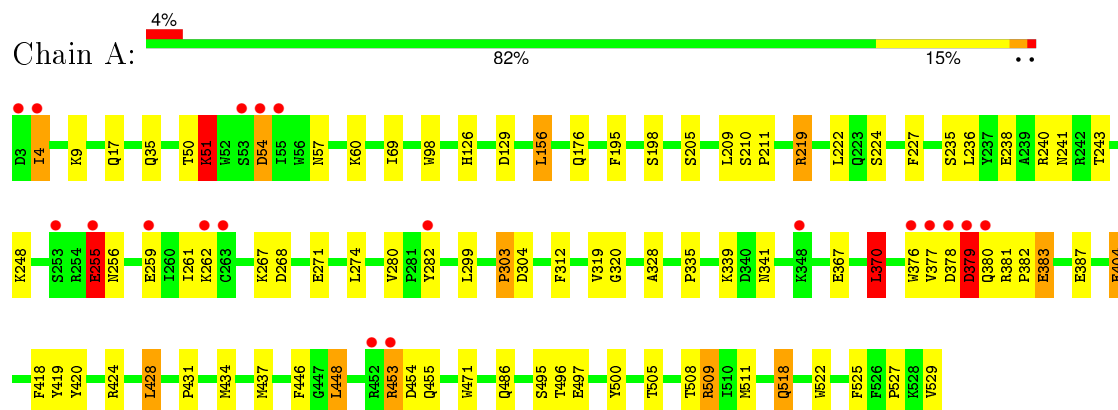 4%
Chain A:
82% 15% • •
D3 I4 K9 Q17 Q35 T50 K51 W52 S53 D54 I55 W56 N57 K60 I69 W98 H126 D129 L156 Q176 F195 S198 S205 L209 S210 P211 R219 L222 Q223 S224 F227 S235 L236 Y237 E238 A239 R240 N241 R242 T243
K248 S253 R254 E255 N256 E259 I260 I261 K262 C263 K267 D268 E271 L274 V280 P281 Y282 L299 P303 D304 F312 V319 G320 A328 P335 K339 D340 N341 K348 E367 L370 W376 V377 D378 D379 Q380 R381 P382 E383 E387
F418 Y419 Y420 R424 L428 P431 M434 M437 F446 G447 L448 R452 R453 D454 Q455 W471 Q486 S495 T496 E497 Y500 T505 T508 R509 I510 M511 Q518 W522 F525 F526 P527 K528 V529